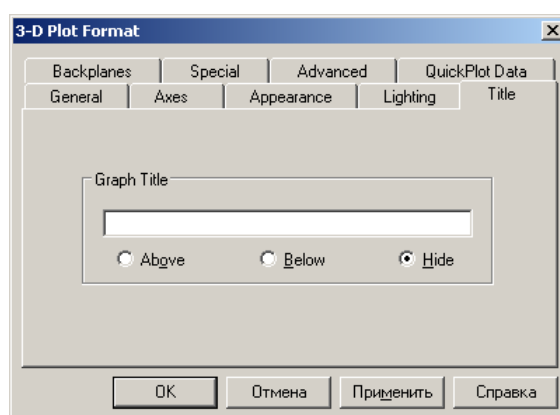 3-D Plot Format
Backplanes Special Advanced QuickPlot Data
General Axes Appearance Lighting Title
Graph Title
Above Below Hide
OK Отмена Применить Справка